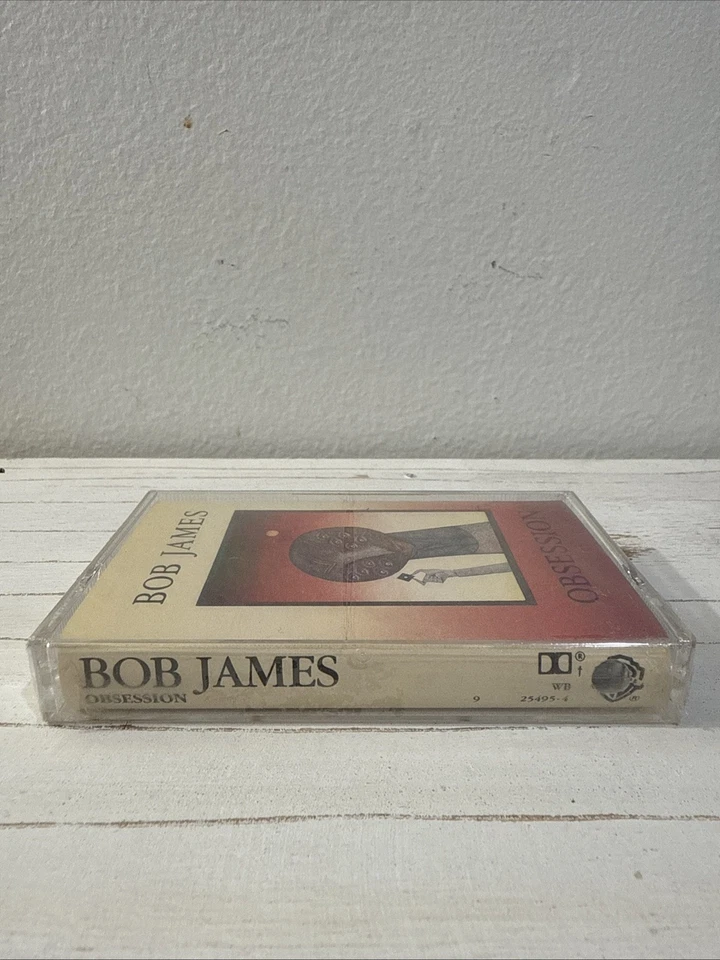 BOB JAMES
OBSESSION
BOB JAMES
OBSESSION
WB
9 25495-4